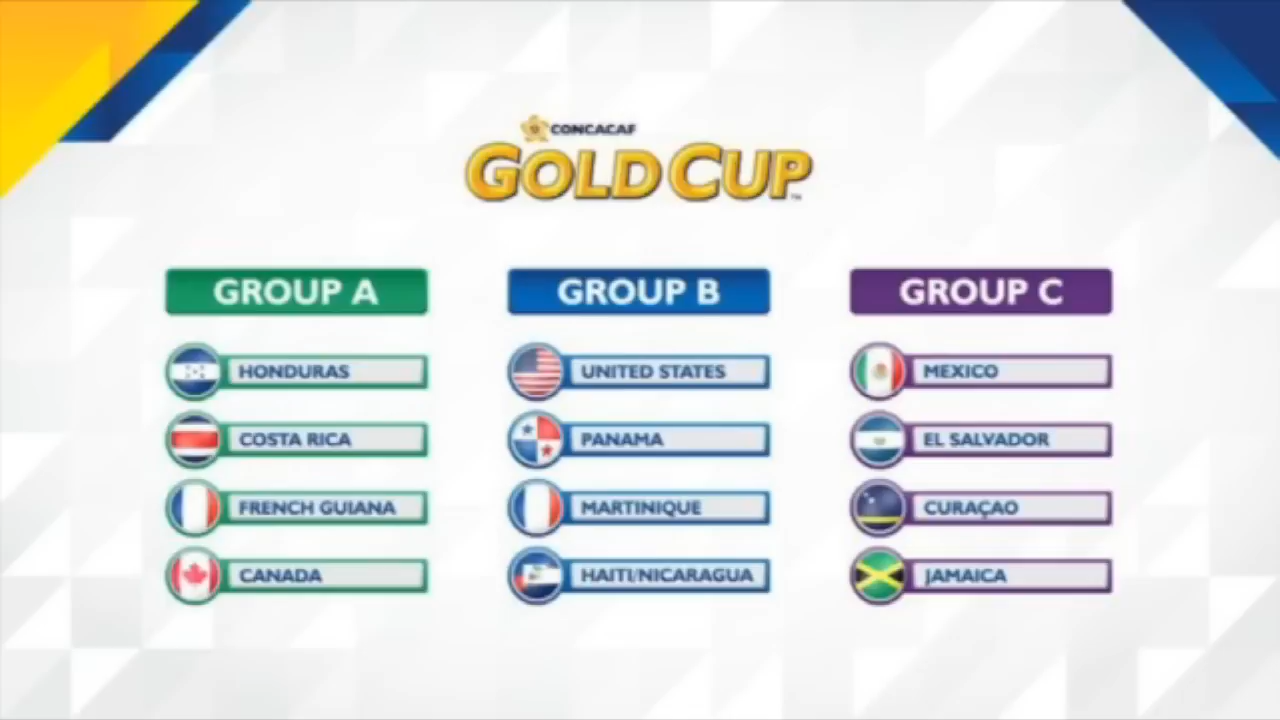 CONCACAF
GOLD CUP™
GROUP A
HONDURAS
COSTA RICA
FRENCH GUIANA
CANADA
GROUP B
UNITED STATES
PANAMA
MARTINIQUE
HAITI/NICARAGUA
GROUP C
MEXICO
EL SALVADOR
CURAÇAO
JAMAICA